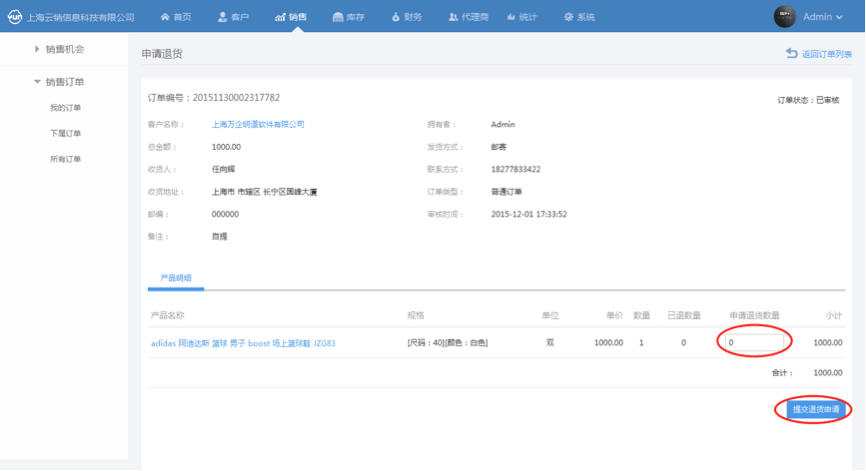 yun 上海云销信息科技有限公司 首页 客户 销售 库存 财务 代理商 统计 系统 Admin
销售机会
销售订单
我的订单
下属订单
所有订单
申请退货 返回订单列表
订单编号：20151130002317782 订单状态：已审核
客户名称： 上海万企明道软件有限公司 拥有者： Admin
总金额： 1000.00 发货方式： 邮寄
收货人： 任向晖 联系方式： 18277833422
收货地址： 上海市 市辖区 长宁区国峰大厦 订单类型： 普通订单
邮编： 000000 审核时间： 2015-12-01 17:33:52
备注： 自提
产品明细
产品名称 规格 单位 单价 数量 已退数量 申请退货数量 小计
adidas 阿迪达斯 篮球 男子 boost 场上篮球鞋 JZG83 [尺码：40][颜色：白色] 双 1000.00 1 0 0 1000.00
合计： 1000.00
提交退货申请